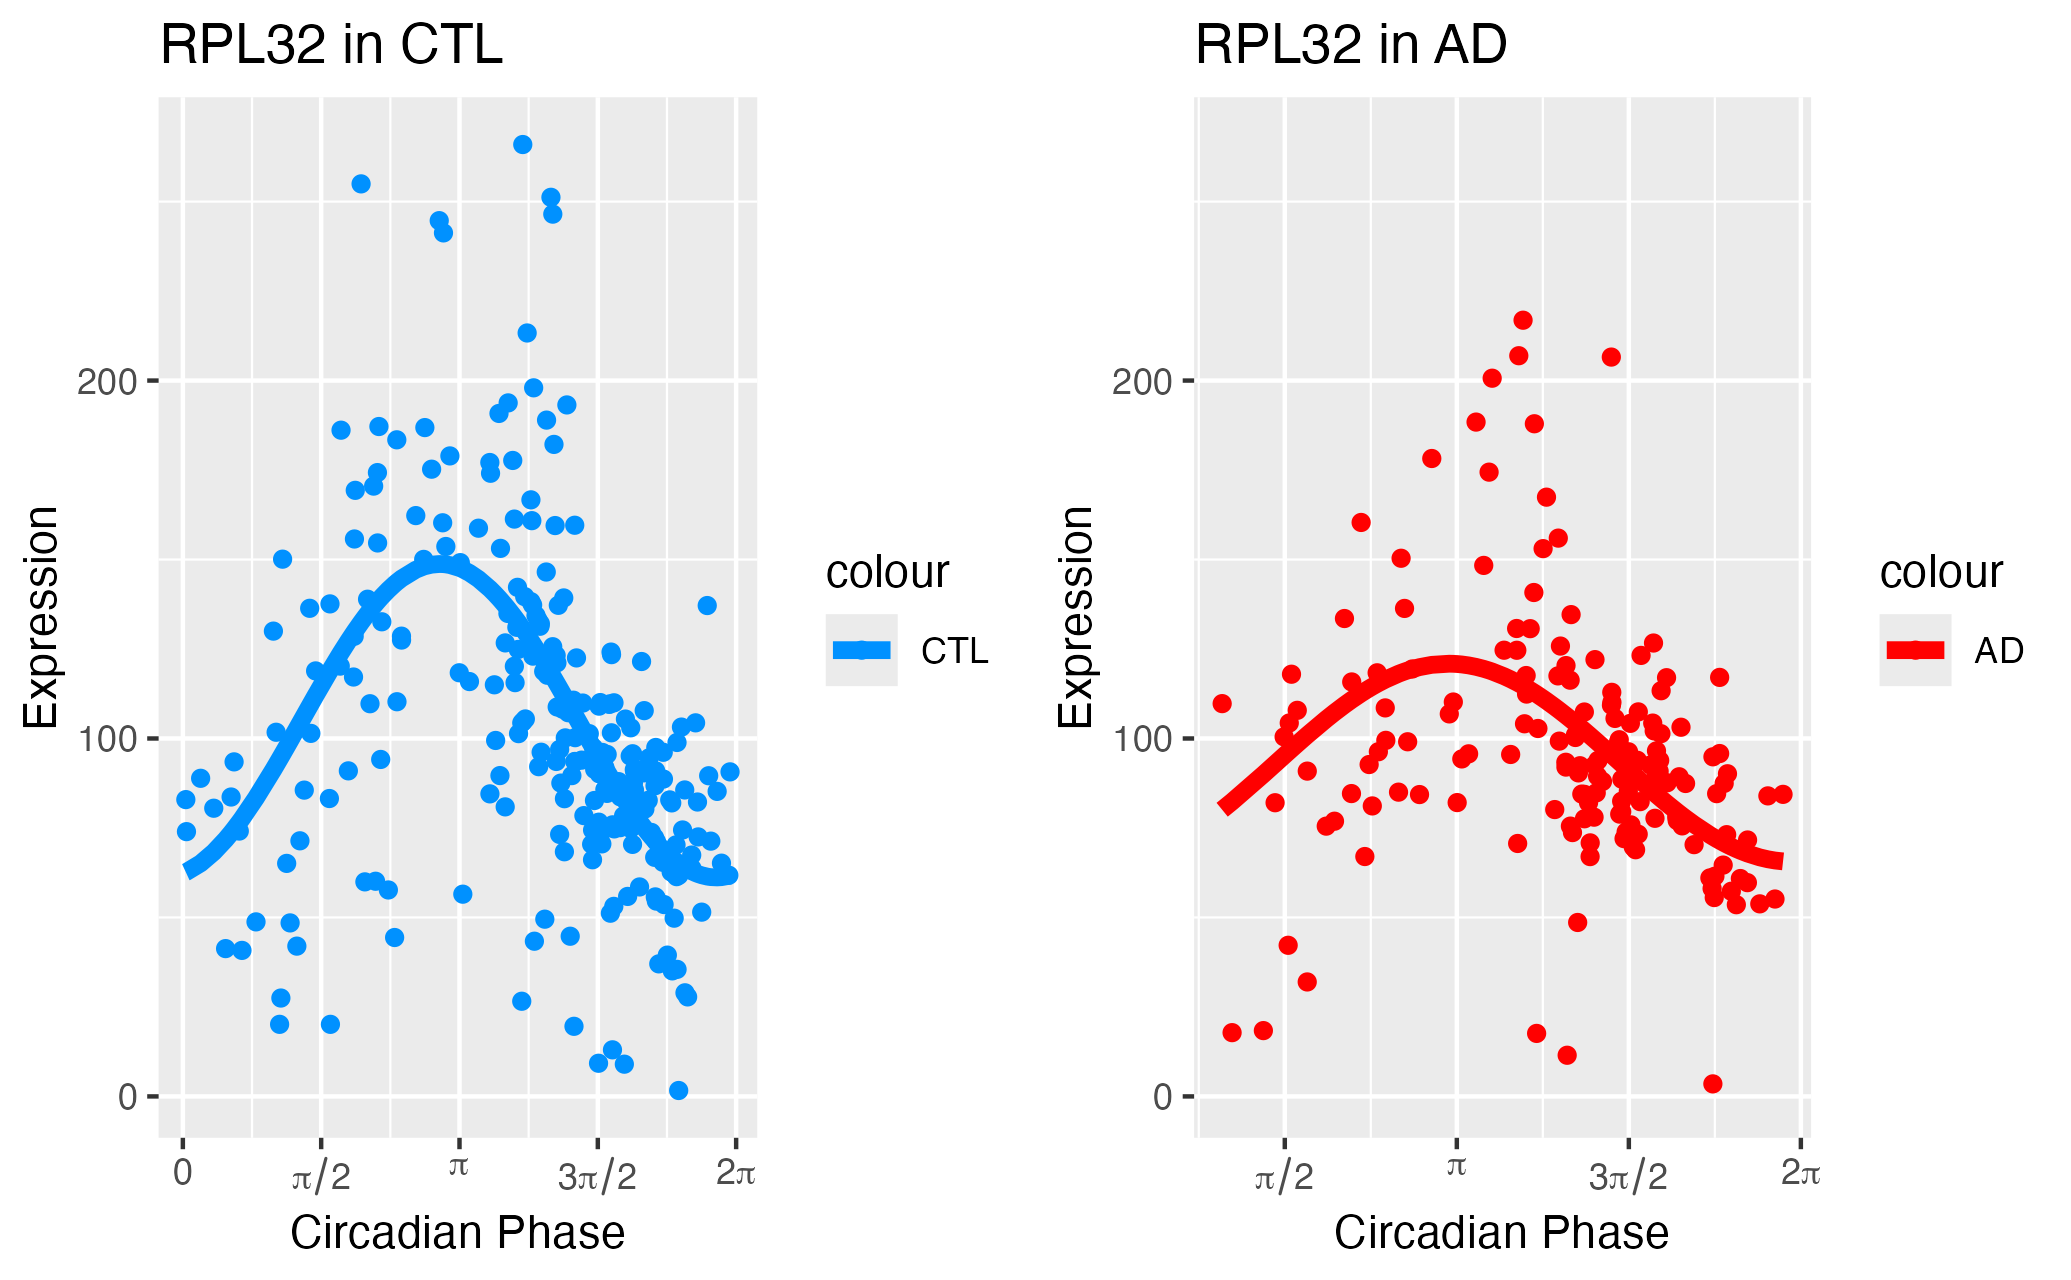 RPL32 in CTL
Expression
200
100
0
0
π/2
π
3π/2
2π
Circadian Phase
colour
CTL
RPL32 in AD
Expression
200
100
0
π/2
π
3π/2
2π
Circadian Phase
colour
AD